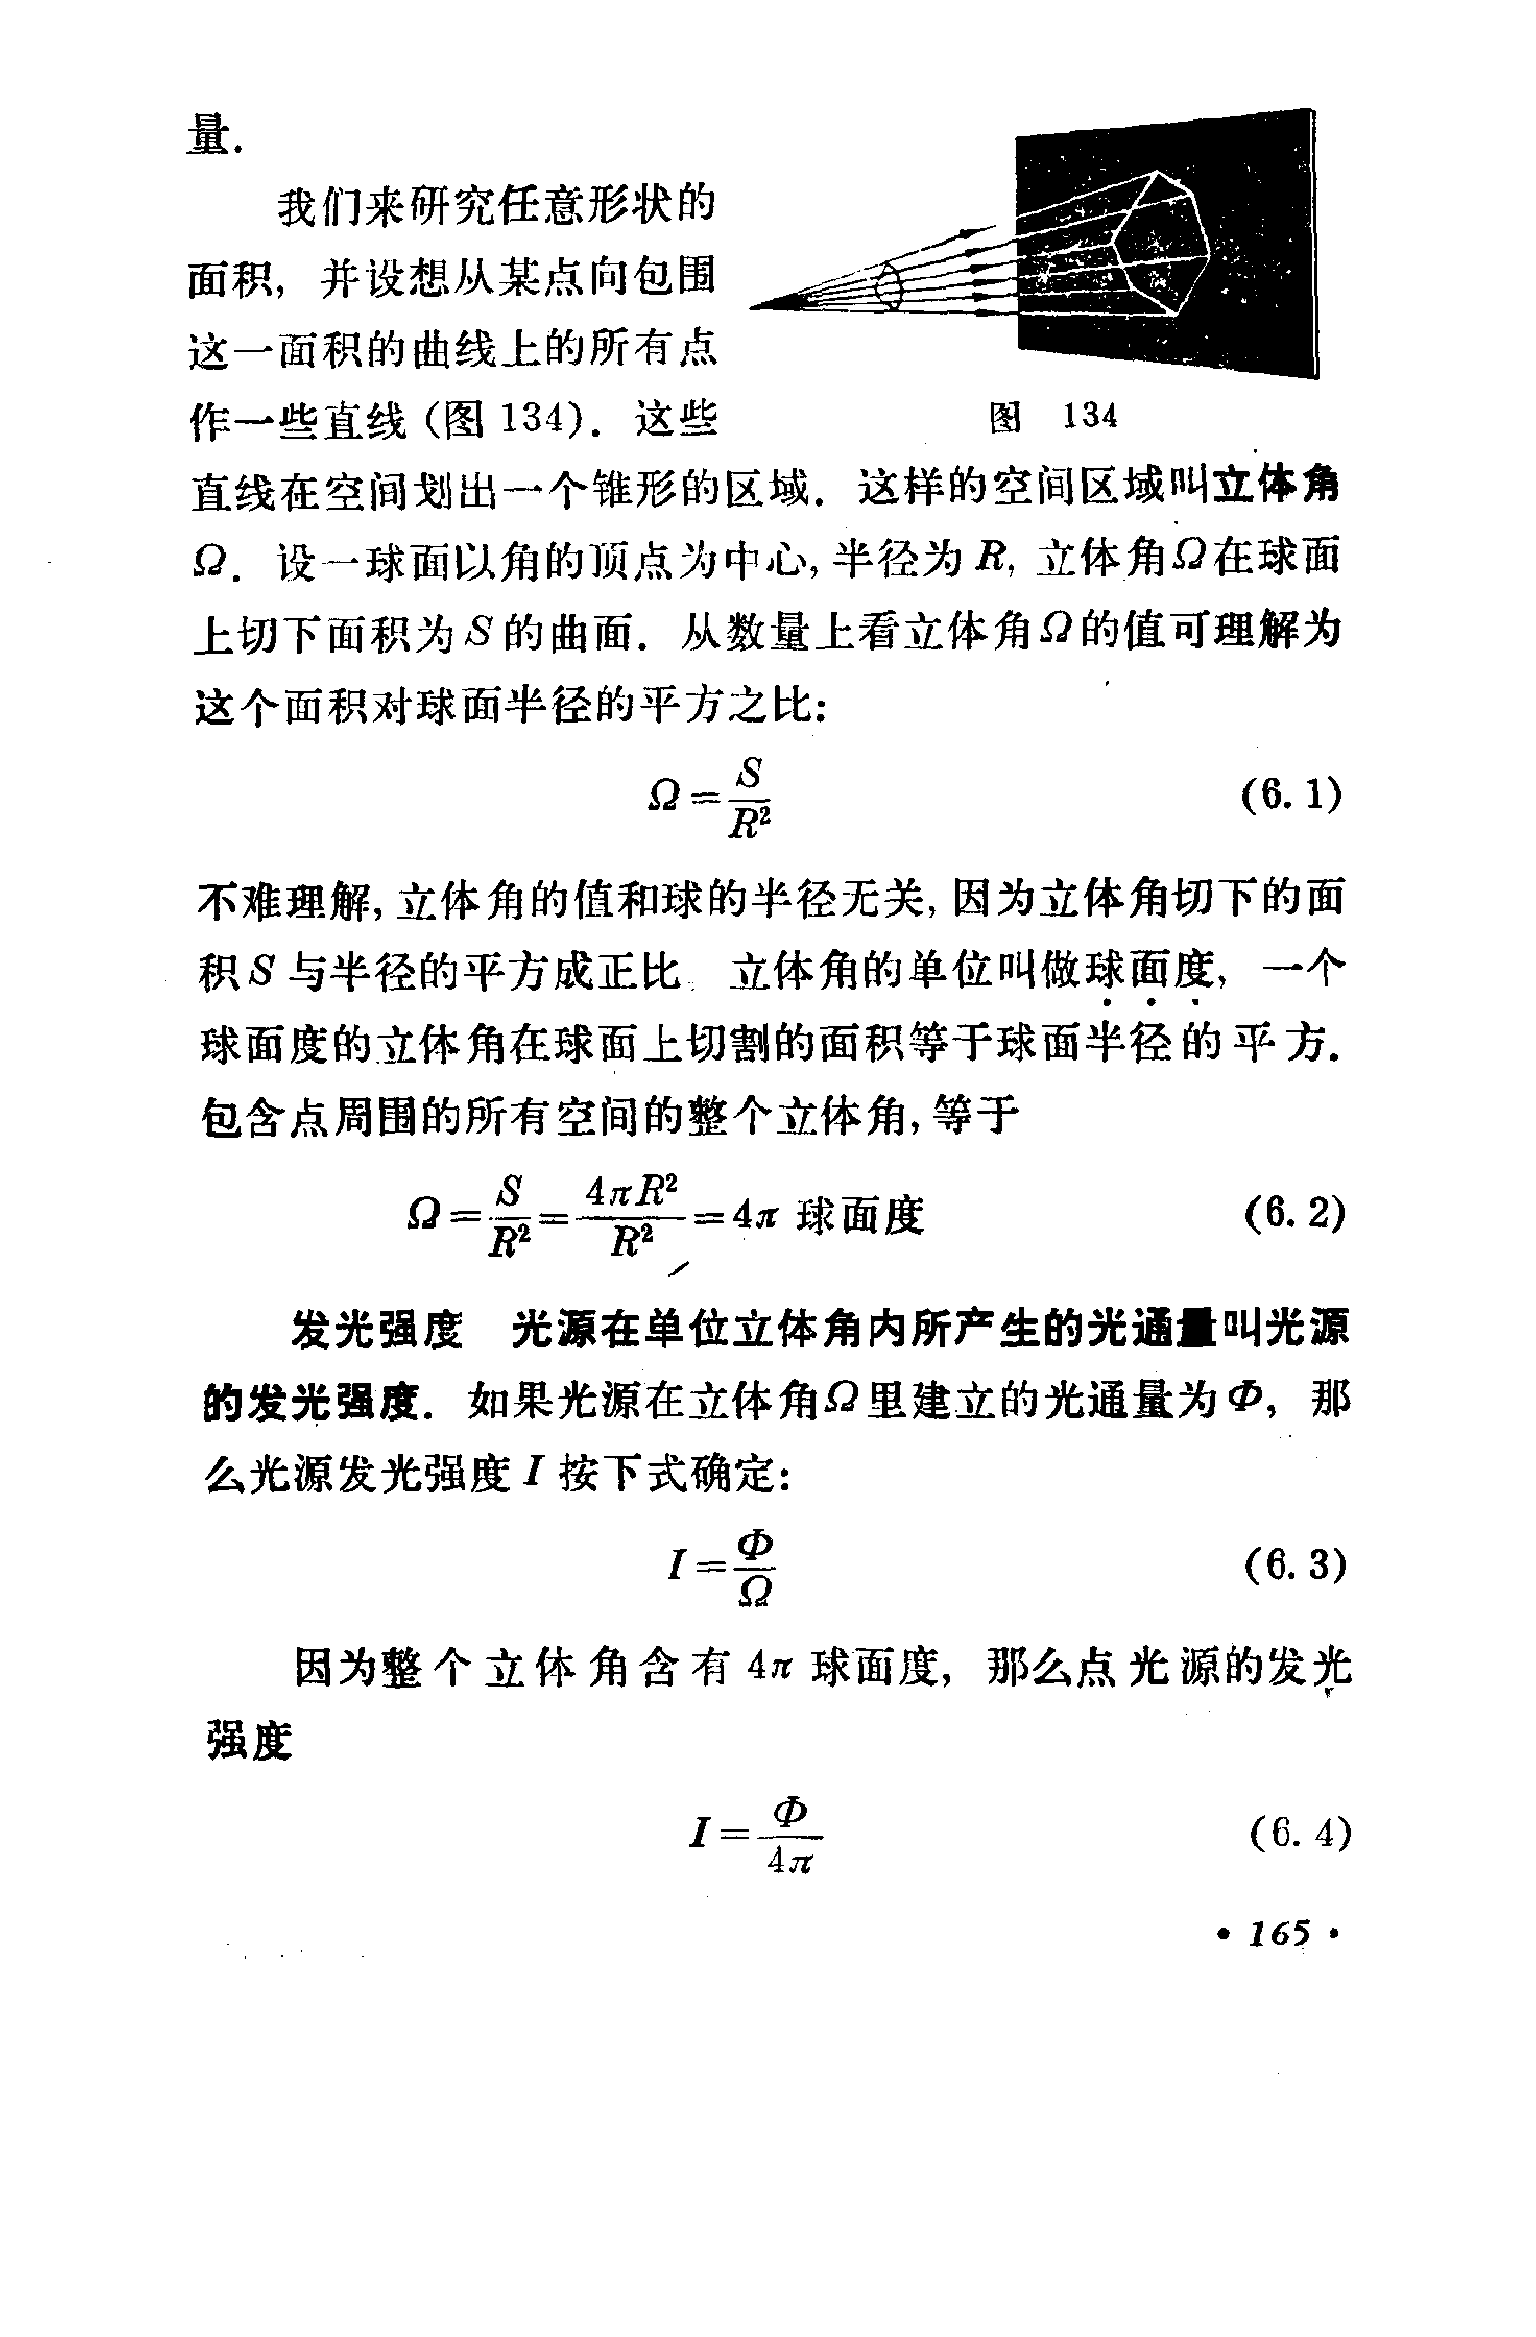 量.
我们来研究任意形状的
面积, 并设想从某点向包围
这一面积的曲线上的所有点
作一些直线 (图 134). 这些
图 134
直线在空间划出一个锥形的区域. 这样的空间区域叫立体角
Ω. 设一球面以角的顶点为中心, 半径为 R, 立体角Ω在球面
上切下面积为 S 的曲面. 从数量上看立体角Ω的值可理解为
这个面积对球面半径的平方之比:
Ω=S/R² (6. 1)
不难理解, 立体角的值和球的半径无关, 因为立体角切下的面
积 S 与半径的平方成正比. 立体角的单位叫做球面度, 一个
球面度的立体角在球面上切割的面积等于球面半径的平方.
包含点周围的所有空间的整个立体角, 等于
Ω=S/R²=4πR²/R²=4π 球面度 (6. 2)
发光强度 光源在单位立体角内所产生的光通量叫光源
的发光强度. 如果光源在立体角Ω里建立的光通量为 Φ, 那
么光源发光强度 I 按下式确定:
I=Φ/Ω (6. 3)
因为整个立体角含有 4π 球面度, 那么点光源的发光
强度
I=Φ/4π (6. 4)
• 165 •